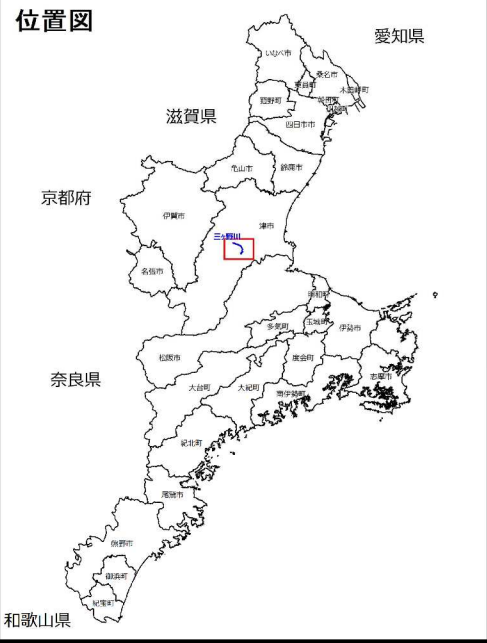 位置図
愛知県
いなべ市
桑名市
東員町
木曽岬町
菰野町
朝日町
川越町
四日市市
滋賀県
亀山市
鈴鹿市
京都府
伊賀市
津市
三ヶ野川
名張市
明和町
多気町
玉城町
伊勢市
松阪市
度会町
奈良県
大台町
大紀町
南伊勢町
志摩市
紀北町
尾鷲市
熊野市
御浜町
紀宝町
和歌山県